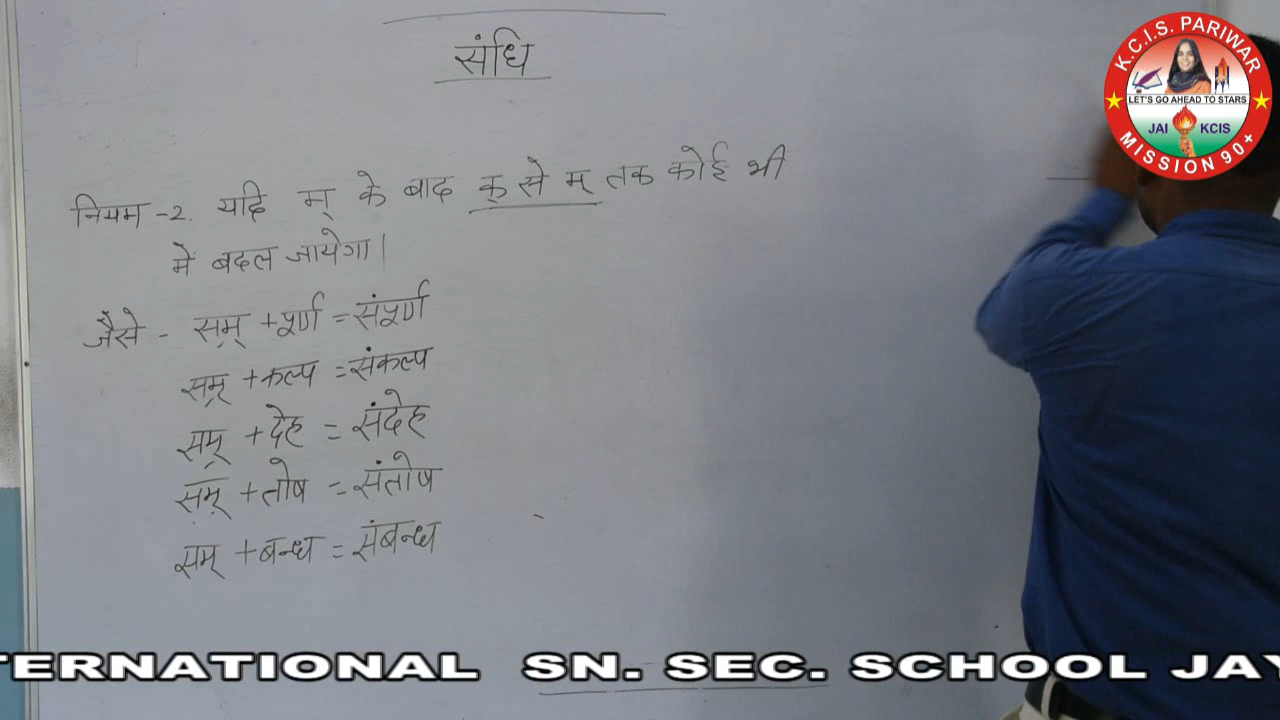 संधि
नियम -2. यदि म् के बाद क् से म् तक कोई भी
में बदल जायेगा।
जैसे - सम् + पूर्ण = संपूर्ण
सम् + कल्प = संकल्प
सम् + देह = संदेह
सम् + तोष = संतोष
सम् + बन्ध = संबन्ध
K.C.I.S. PARIWAR
LET'S GO AHEAD TO STARS
JAI KCIS
MISSION 90+
TERNATIONAL SN. SEC. SCHOOL JAY